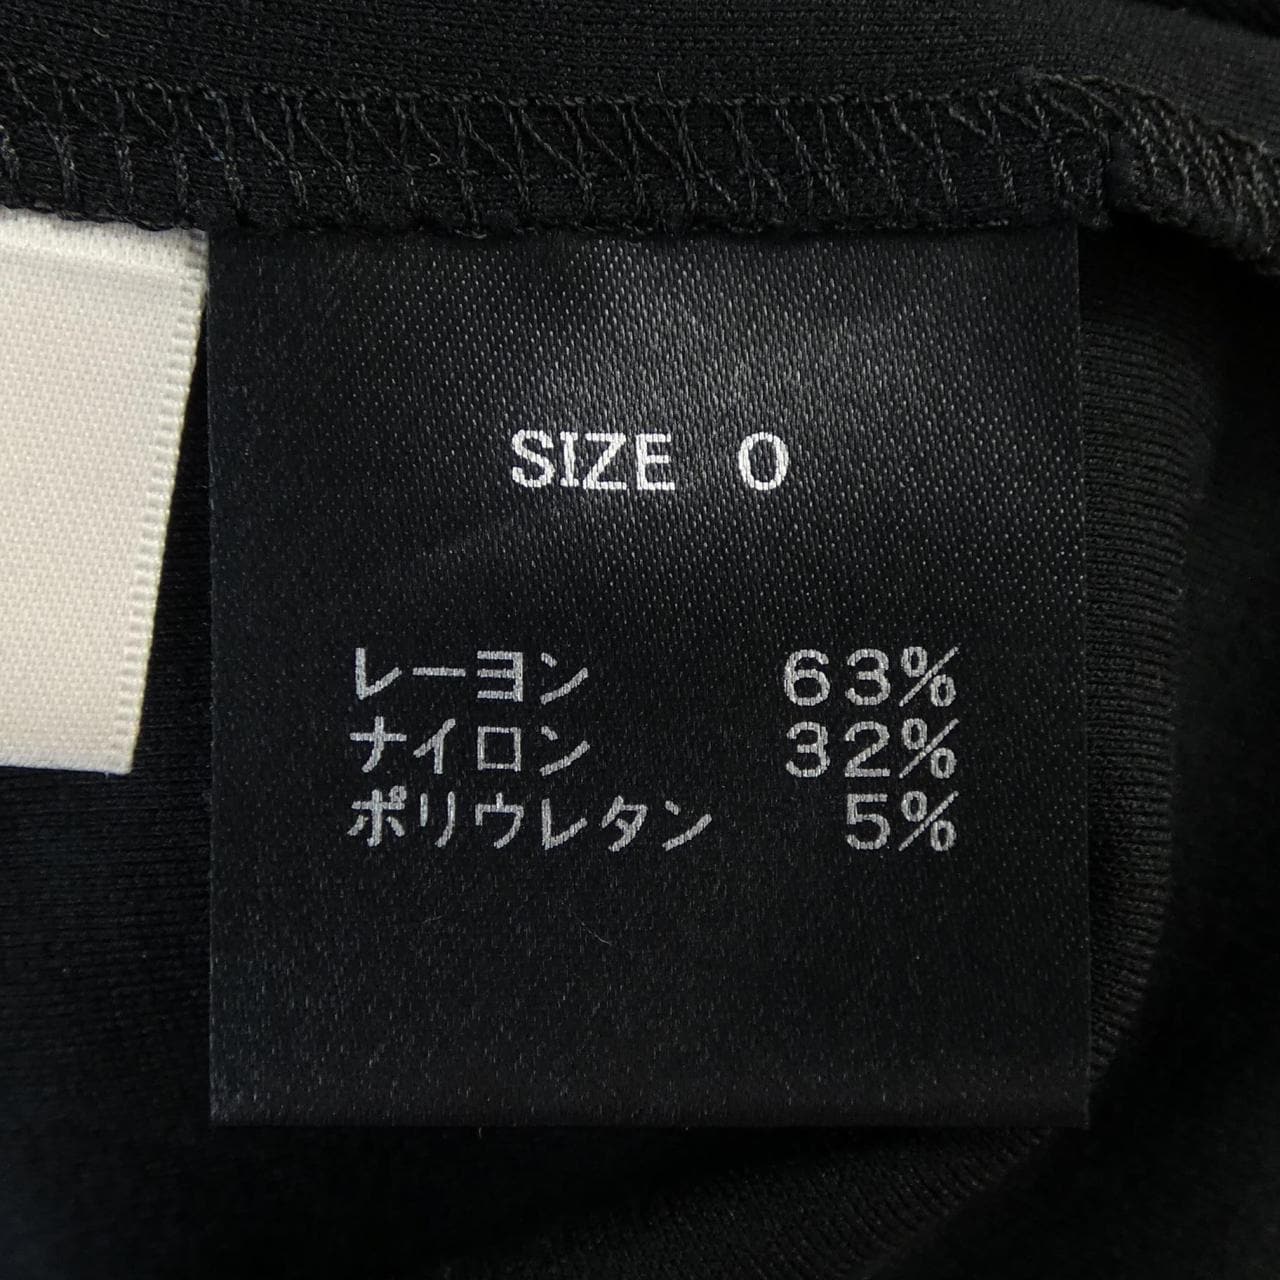 SIZE 0
レーヨン 63%
ナイロン 32%
ポリウレタン 5%